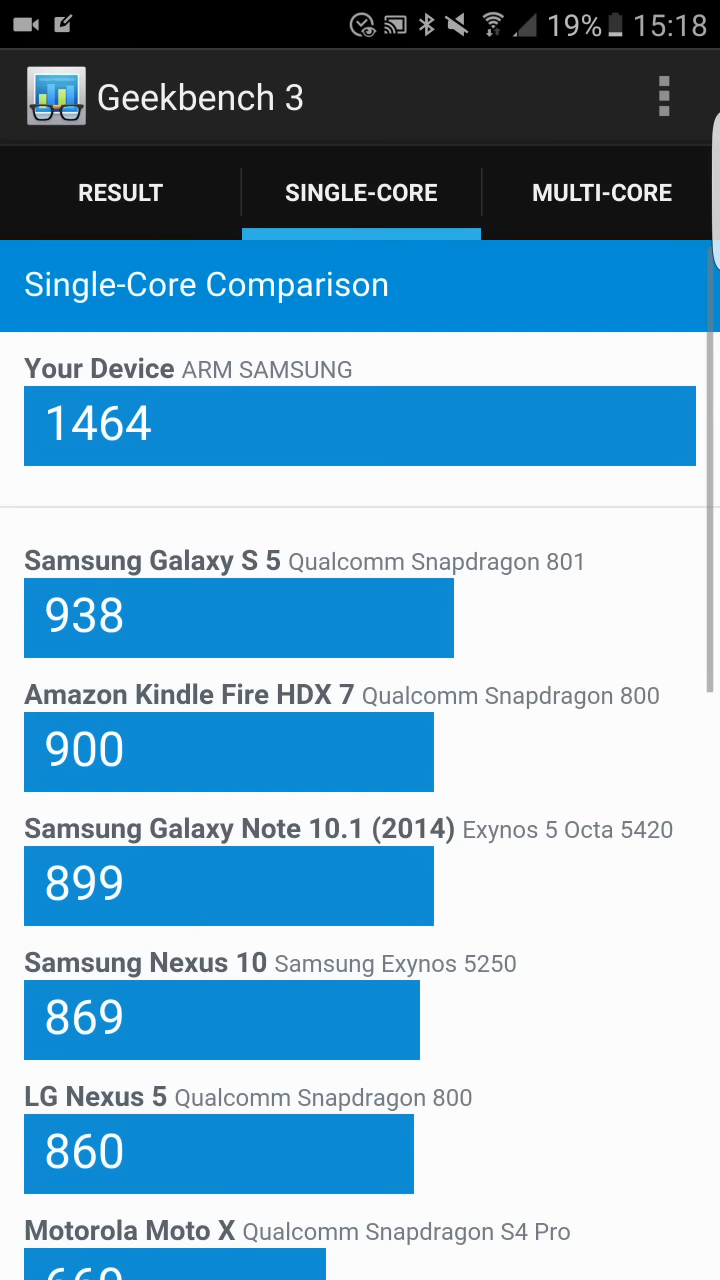 19% 15:18
Geekbench 3
RESULT SINGLE-CORE MULTI-CORE
Single-Core Comparison
Your Device ARM SAMSUNG
1464
Samsung Galaxy S 5 Qualcomm Snapdragon 801
938
Amazon Kindle Fire HDX 7 Qualcomm Snapdragon 800
900
Samsung Galaxy Note 10.1 (2014) Exynos 5 Octa 5420
899
Samsung Nexus 10 Samsung Exynos 5250
869
LG Nexus 5 Qualcomm Snapdragon 800
860
Motorola Moto X Qualcomm Snapdragon S4 Pro